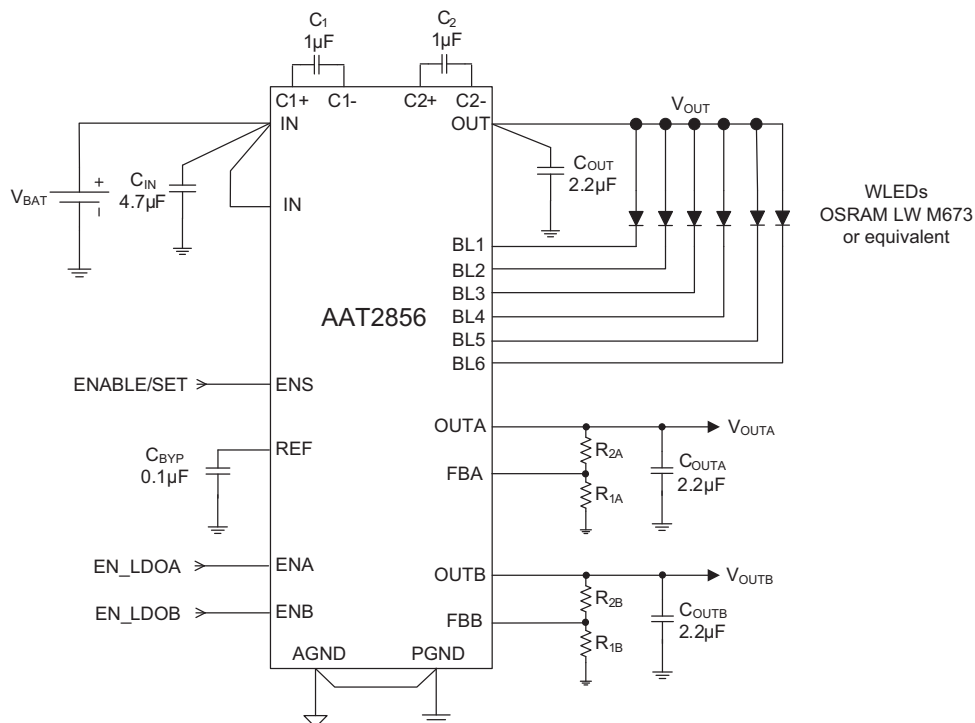 C1
1µF
C2
1µF
C1+ C1- C2+ C2-
IN
OUT
VOUT
VBAT
+
–
CIN
4.7µF
IN
COUT
2.2µF
WLEDs
OSRAM LW M673
or equivalent
BL1
BL2
BL3
BL4
BL5
BL6
AAT2856
ENABLE/SET
ENS
CBYP
0.1µF
REF
OUTA
FBA
R2A
R1A
COUTA
2.2µF
VOUTA
EN_LDOA
ENA
EN_LDOB
ENB
OUTB
FBB
R2B
R1B
COUTB
2.2µF
VOUTB
AGND
PGND